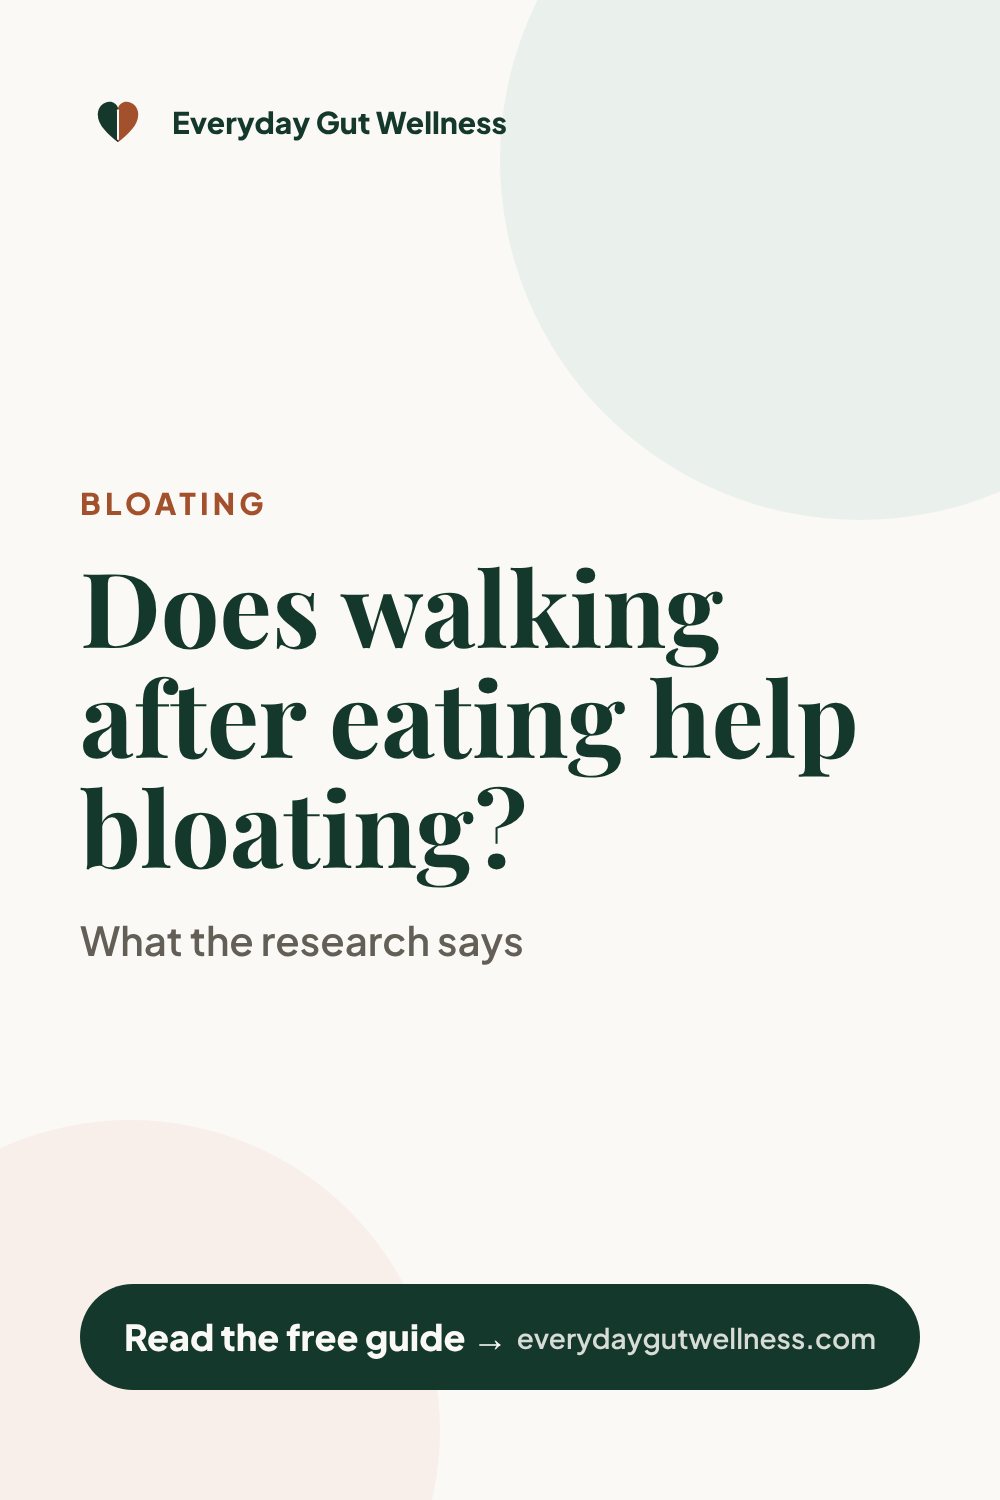 Everyday Gut Wellness
BLOATING
Does walking
after eating help
bloating?
What the research says
Read the free guide → everydaygutwellness.com